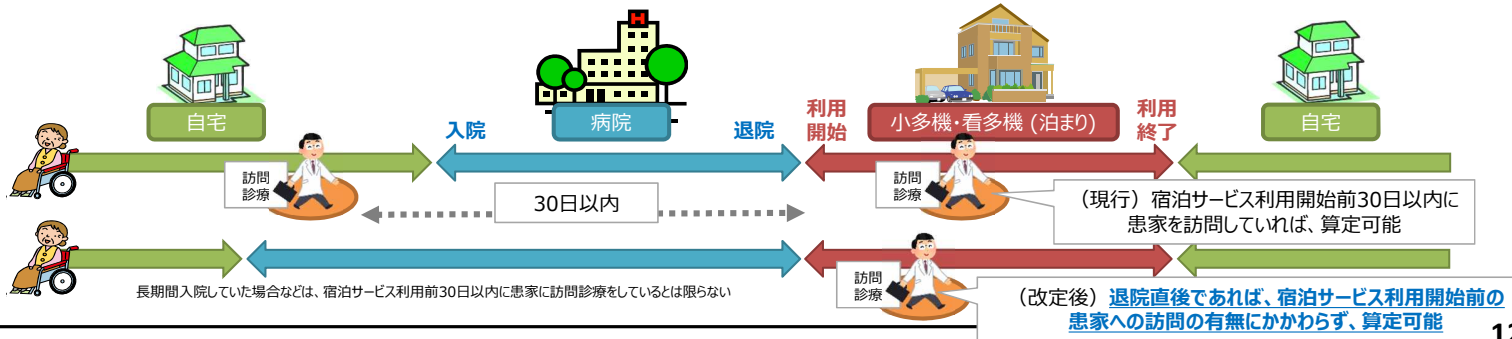 H
自宅
入院
病院
退院
利用
開始
小多機・看多機 (泊まり)
利用
終了
自宅
訪問
診療
30日以内
訪問
診療
（現行）宿泊サービス利用開始前30日以内に
患家を訪問していれば、算定可能
長期間入院していた場合などは、宿泊サービス利用前30日以内に患家に訪問診療をしているとは限らない
訪問
診療
（改定後）退院直後であれば、宿泊サービス利用開始前の
患家への訪問の有無にかかわらず、算定可能